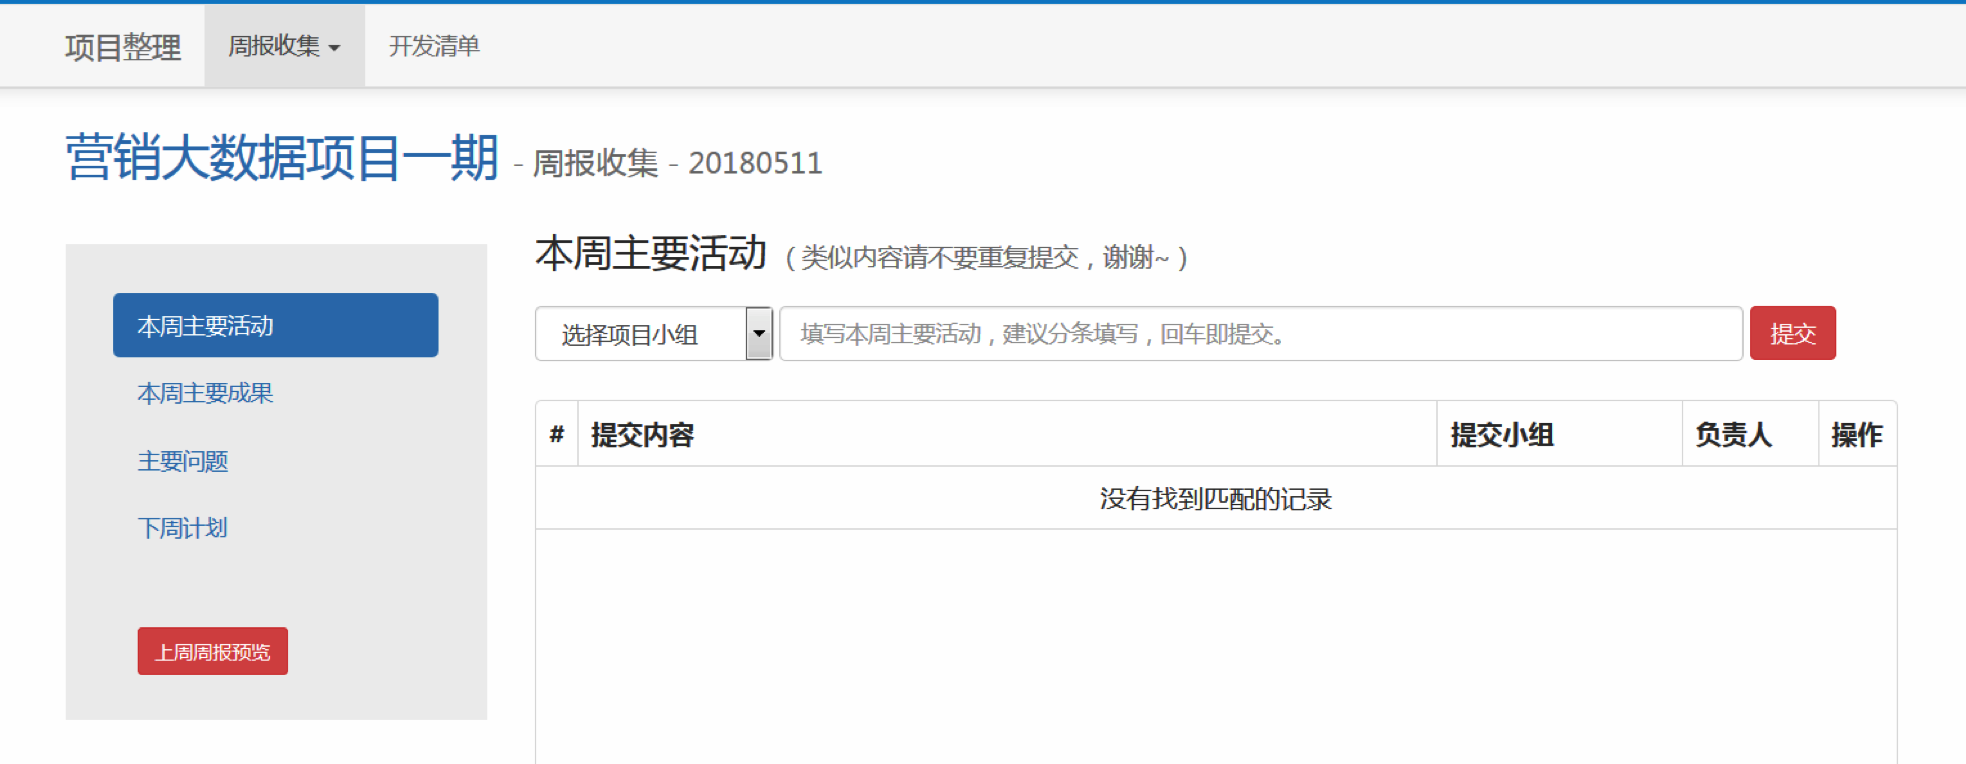 项目整理 周报收集 开发清单
营销大数据项目一期 - 周报收集 - 20180511
本周主要活动 （类似内容请不要重复提交，谢谢~）
本周主要活动
本周主要成果
主要问题
下周计划
上周周报预览
选择项目小组 填写本周主要活动，建议分条填写，回车即提交。 提交
# 提交内容 提交小组 负责人 操作
没有找到匹配的记录